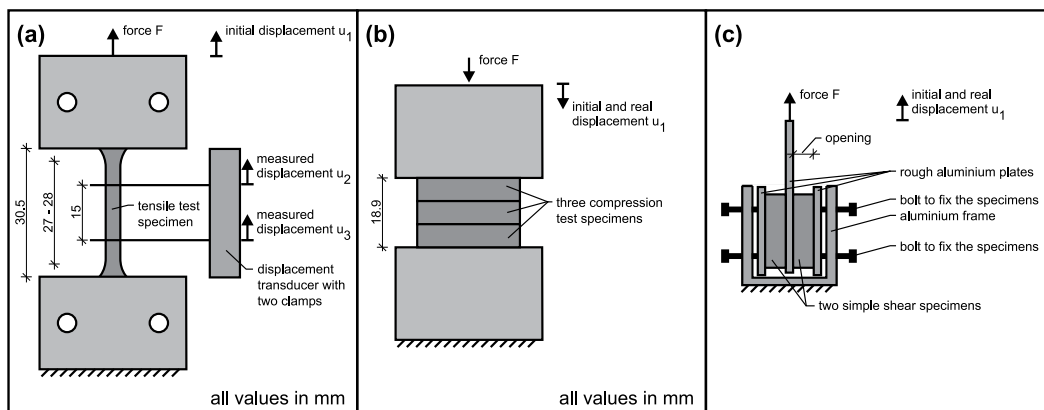 (a)
force F
initial displacement u1
30.5
27 - 28
15
tensile test
specimen
measured
displacement u2
measured
displacement u3
displacement
transducer with
two clamps
all values in mm
(b)
force F
initial and real
displacement u1
18.9
three compression
test specimens
all values in mm
(c)
force F
initial and real
displacement u1
opening
rough aluminium plates
bolt to fix the specimens
aluminium frame
bolt to fix the specimens
two simple shear specimens